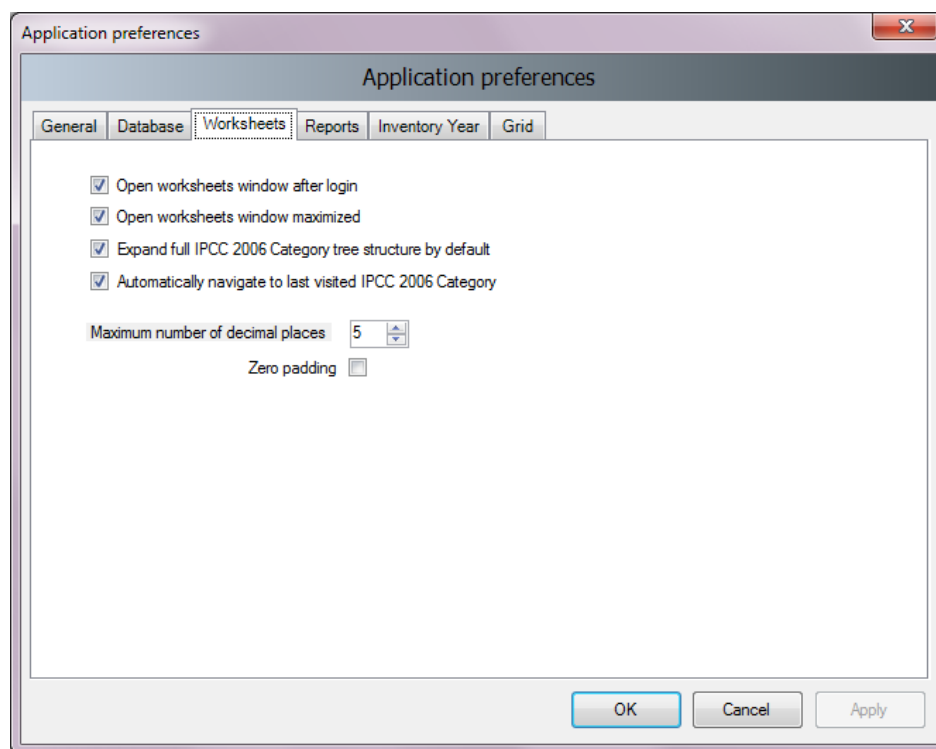 Application preferences
Application preferences
General Database Worksheets Reports Inventory Year Grid
Open worksheets window after login
Open worksheets window maximized
Expand full IPCC 2006 Category tree structure by default
Automatically navigate to last visited IPCC 2006 Category
Maximum number of decimal places 5
Zero padding
OK Cancel Apply